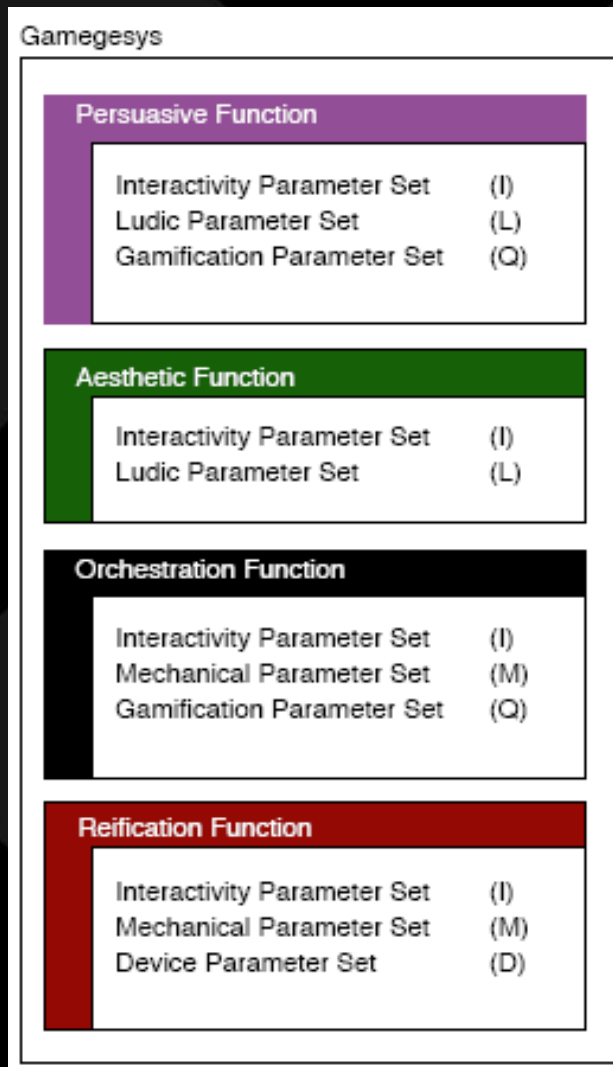 Gamegesys
Persuasive Function
Interactivity Parameter Set (I)
Ludic Parameter Set (L)
Gamification Parameter Set (Q)
Aesthetic Function
Interactivity Parameter Set (I)
Ludic Parameter Set (L)
Orchestration Function
Interactivity Parameter Set (I)
Mechanical Parameter Set (M)
Gamification Parameter Set (Q)
Reification Function
Interactivity Parameter Set (I)
Mechanical Parameter Set (M)
Device Parameter Set (D)